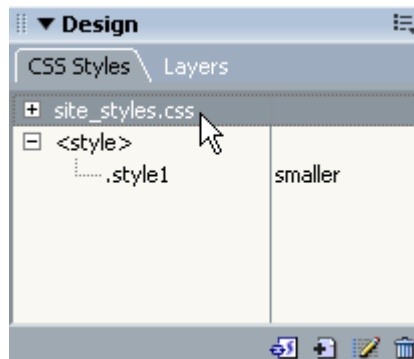 Design
CSS Styles Layers
site_styles.css
<style>
.style1 smaller